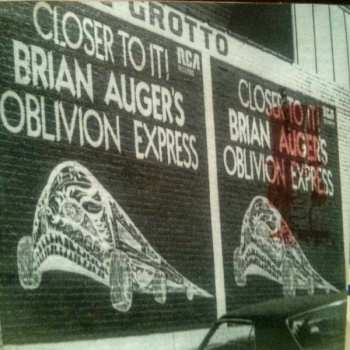 GROTTO
CLOSER TO IT!
RCA
BRIAN AUGER'S
OBLIVION EXPRESS
CLOSER TO IT!
RCA
BRIAN AUGER'S
OBLIVION EXPRESS